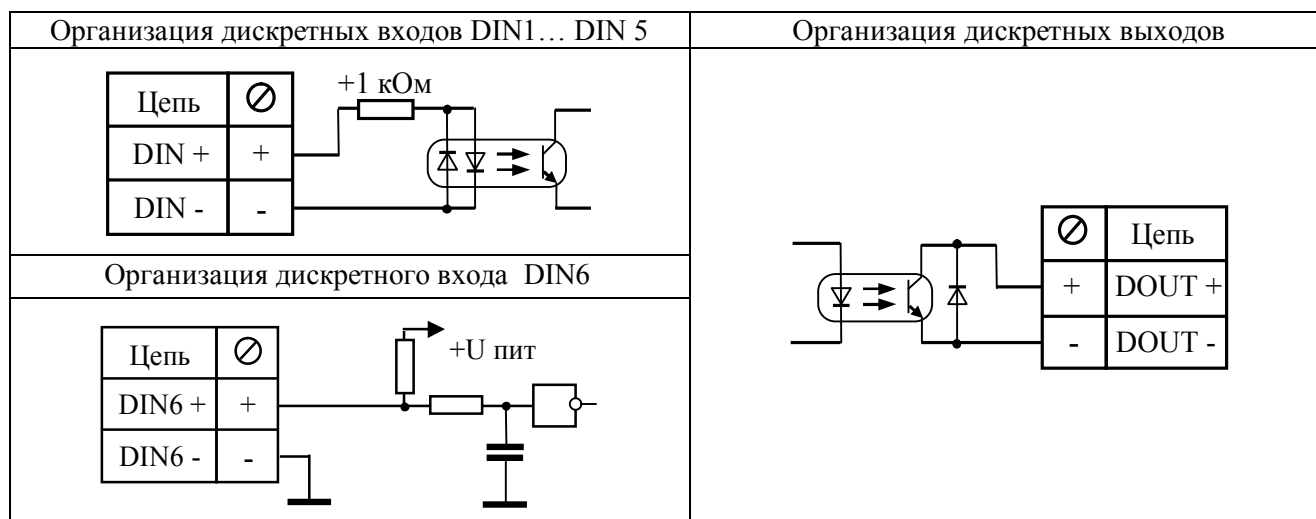 Организация дискретных входов DIN1… DIN 5
Цепь
+1 кОм
DIN + +
DIN - -
Организация дискретного входа DIN6
Цепь
+U пит
DIN6 + +
DIN6 - -
Организация дискретных выходов
Цепь
+ DOUT +
- DOUT -